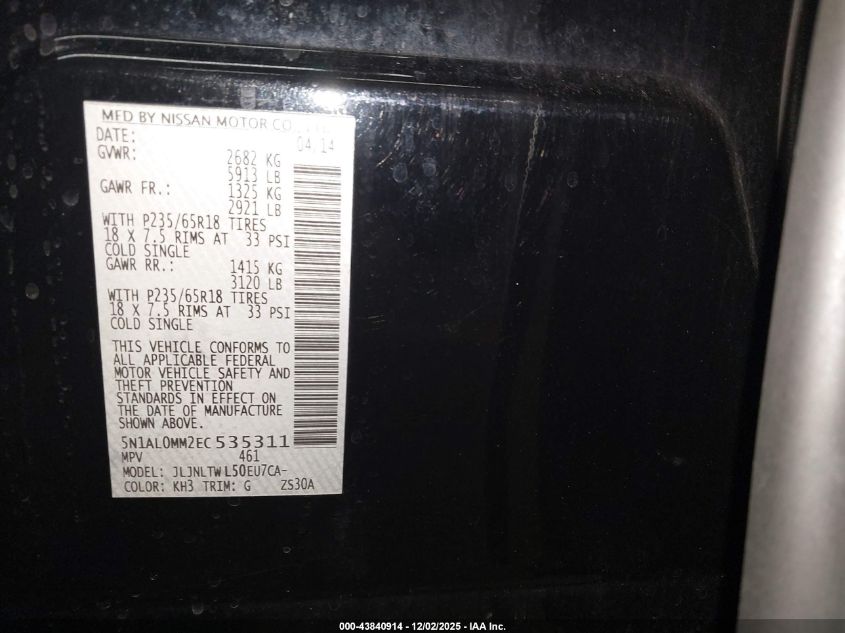 MFD BY NISSAN MOTOR CO., LTD.
DATE: 04 14
GVWR: 2682 KG
5913 LB
GAWR FR.: 1325 KG
2921 LB
WITH P235/65R18 TIRES
18 X 7.5 RIMS AT 33 PSI
COLD SINGLE
GAWR RR.: 1415 KG
3120 LB
WITH P235/65R18 TIRES
18 X 7.5 RIMS AT 33 PSI
COLD SINGLE
THIS VEHICLE CONFORMS TO
ALL APPLICABLE FEDERAL
MOTOR VEHICLE SAFETY AND
THEFT PREVENTION
STANDARDS IN EFFECT ON
THE DATE OF MANUFACTURE
SHOWN ABOVE.
5N1AL0MM2EC535311
MPV 461
MODEL: JLJNLTWL50EU7CA-
COLOR: KH3 TRIM: G ZS30A
000-43840914 - 12/02/2025 - IAA Inc.